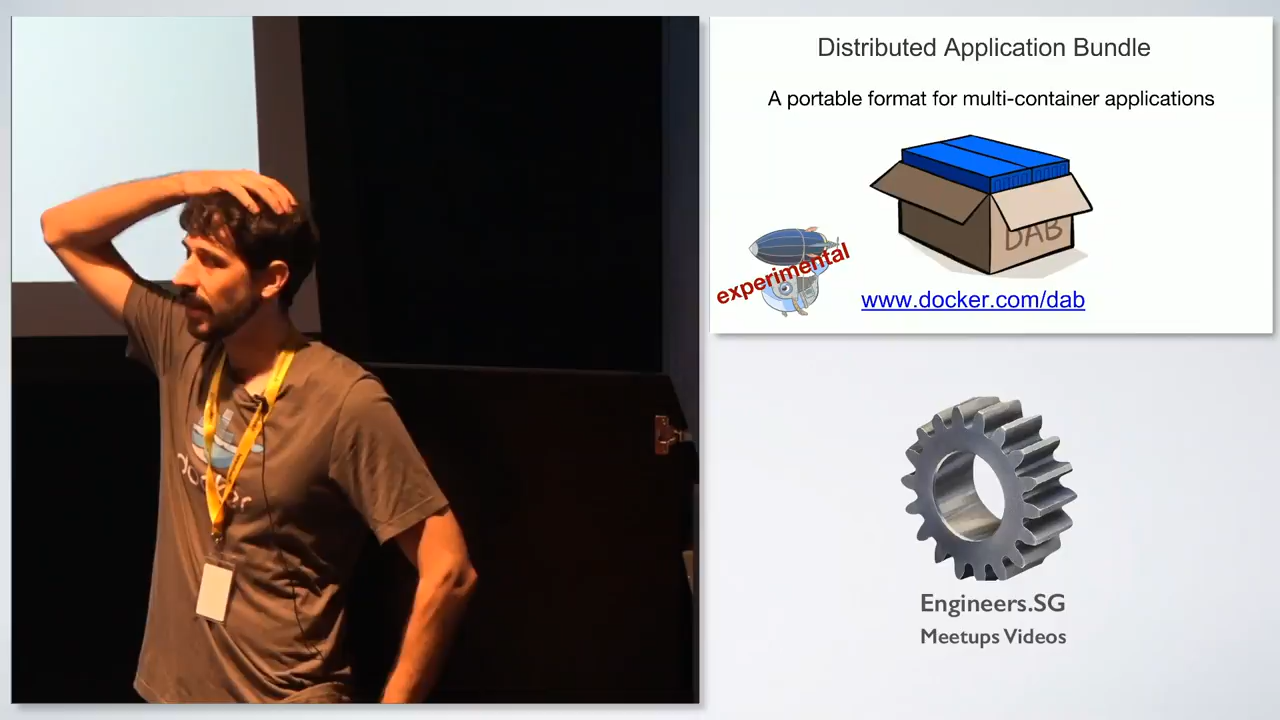 Distributed Application Bundle
A portable format for multi-container applications
DAB
experimental
www.docker.com/dab
docker
Engineers.SG
Meetups Videos